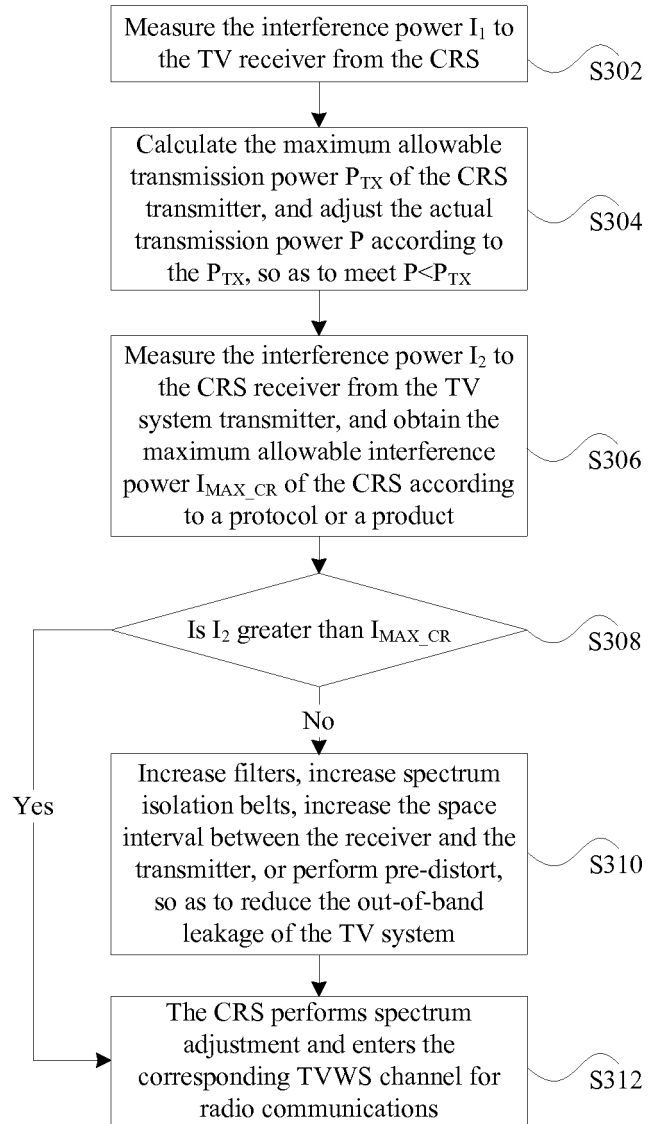 Measure the interference power I1 to
the TV receiver from the CRS
S302
Calculate the maximum allowable
transmission power PTX of the CRS
transmitter, and adjust the actual
transmission power P according to
the PTX, so as to meet P<PTX
S304
Measure the interference power I2 to
the CRS receiver from the TV
system transmitter, and obtain the
maximum allowable interference
power IMAX_CR of the CRS according
to a protocol or a product
S306
Is I2 greater than IMAX_CR
S308
No
Yes
Increase filters, increase spectrum
isolation belts, increase the space
interval between the receiver and the
transmitter, or perform pre-distort,
so as to reduce the out-of-band
leakage of the TV system
S310
The CRS performs spectrum
adjustment and enters the
corresponding TVWS channel for
radio communications
S312